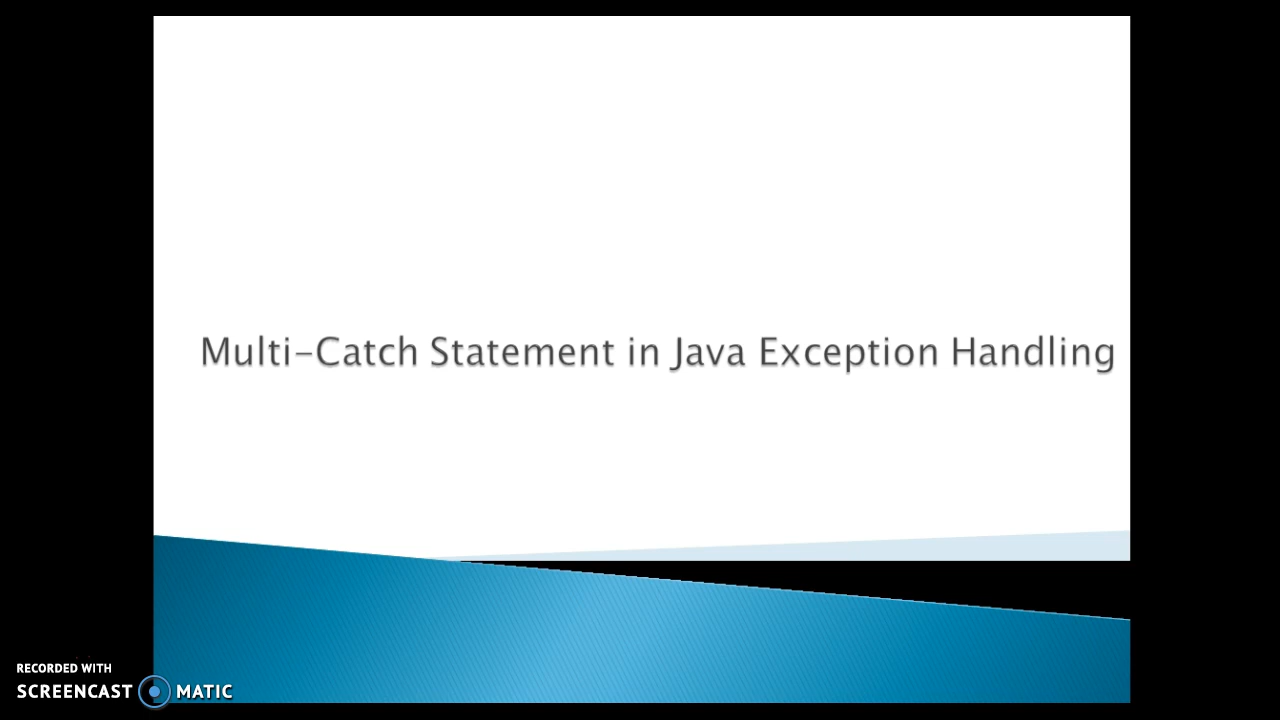 Multi-Catch Statement in Java Exception Handling
RECORDED WITH
SCREENCAST MATIC